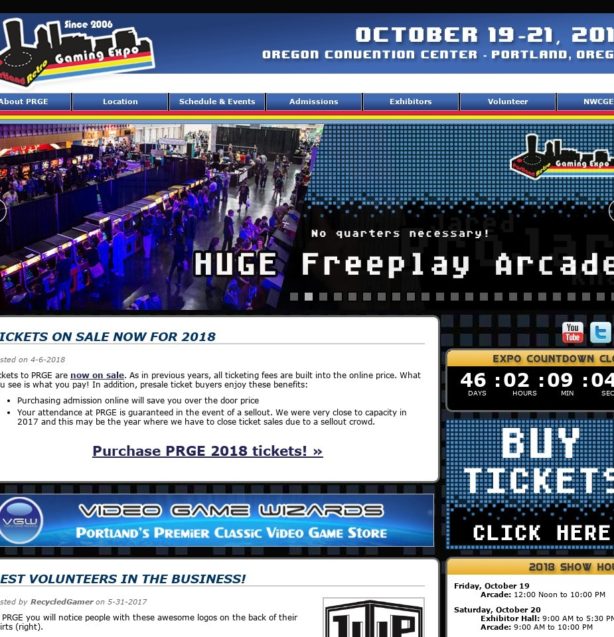 Since 2006
Retro
Gaming Expo
OCTOBER 19-21, 201
OREGON CONVENTION CENTER - PORTLAND, OREG
About PRGE
Location
Schedule & Events
Admissions
Exhibitors
Volunteer
NWCGE
Gaming Expo
No quarters necessary!
HUGE Freeplay Arcade
ICKETS ON SALE NOW FOR 2018
sted on 4-6-2018
ckets to PRGE are now on sale. As in previous years, all ticketing fees are built into the online price. What
u see is what you pay! In addition, presale ticket buyers enjoy these benefits:
• Purchasing admission online will save you over the door price
• Your attendance at PRGE is guaranteed in the event of a sellout. We were very close to capacity in
2017 and this may be the year where we have to close ticket sales due to a sellout crowd.
Purchase PRGE 2018 tickets! »
You
Tube
EXPO COUNTDOWN CLO
46 : 02 : 09 : 04
DAYS HOURS MIN SEC
BUY
TICKETS
CLICK HERE
VGW
VIDEO GAME WIZARDS
PORTLAND'S PREMIER CLASSIC VIDEO GAME STORE
EST VOLUNTEERS IN THE BUSINESS!
sted by RecycledGamer on 5-31-2017
PRGE you will notice people with these awesome logos on the back of their
irts (right).
2018 SHOW HOU
Friday, October 19
Arcade: 12:00 Noon to 10:00 PM
Saturday, October 20
Exhibitor Hall: 9:00 AM to 5:30 P
Arcade: 9:00 AM to 10:00 PM